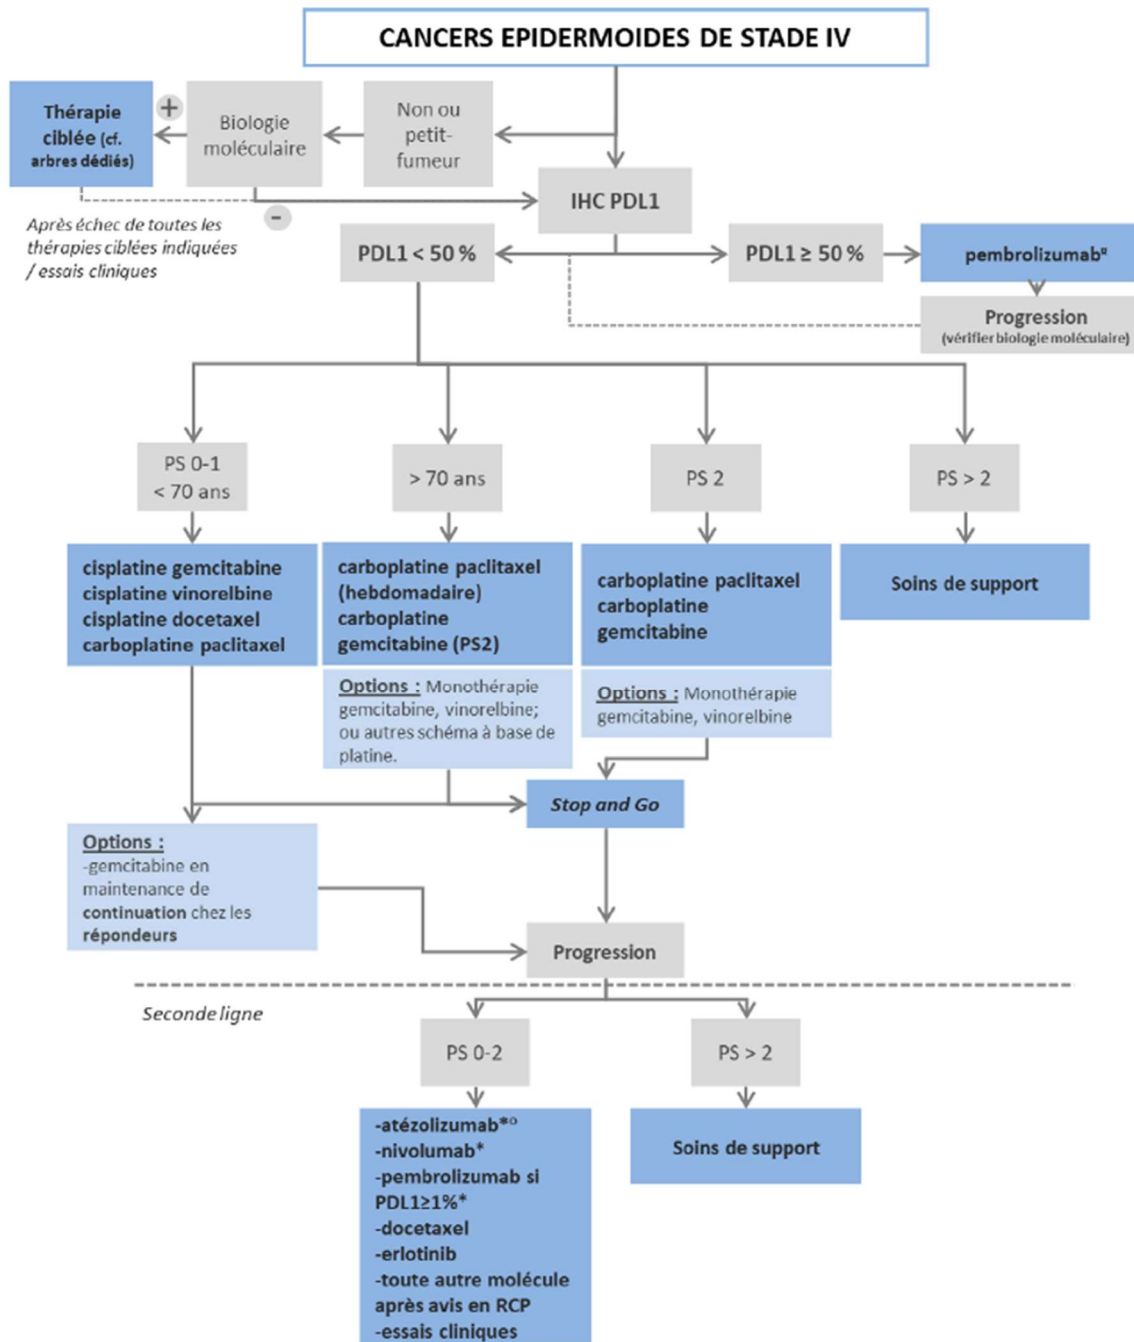 CANCERS EPIDERMOIDES DE STADE IV
Thérapie
ciblée (cf.
arbres dédiés)
+
Biologie
moléculaire
Non ou
petit-
fumeur
IHC PDL1
-
Après échec de toutes les
thérapies ciblées indiquées
/ essais cliniques
PDL1 < 50 %
PDL1 ≥ 50 %
pembrolizumab¤
Progression
(vérifier biologie moléculaire)
PS 0-1
< 70 ans
> 70 ans
PS 2
PS > 2
cisplatine gemcitabine
cisplatine vinorelbine
cisplatine docetaxel
carboplatine paclitaxel
carboplatine paclitaxel
(hebdomadaire)
carboplatine
gemcitabine (PS2)
carboplatine paclitaxel
carboplatine
gemcitabine
Soins de support
Options : Monothérapie
gemcitabine, vinorelbine;
ou autres schéma à base de
platine.
Options : Monothérapie
gemcitabine, vinorelbine
Stop and Go
Options :
-gemcitabine en
maintenance de
continuation chez les
répondeurs
Progression
Seconde ligne
PS 0-2
PS > 2
-atézolizumab*°
-nivolumab*
-pembrolizumab si
PDL1≥1%*
-docetaxel
-erlotinib
-toute autre molécule
après avis en RCP
-essais cliniques
Soins de support